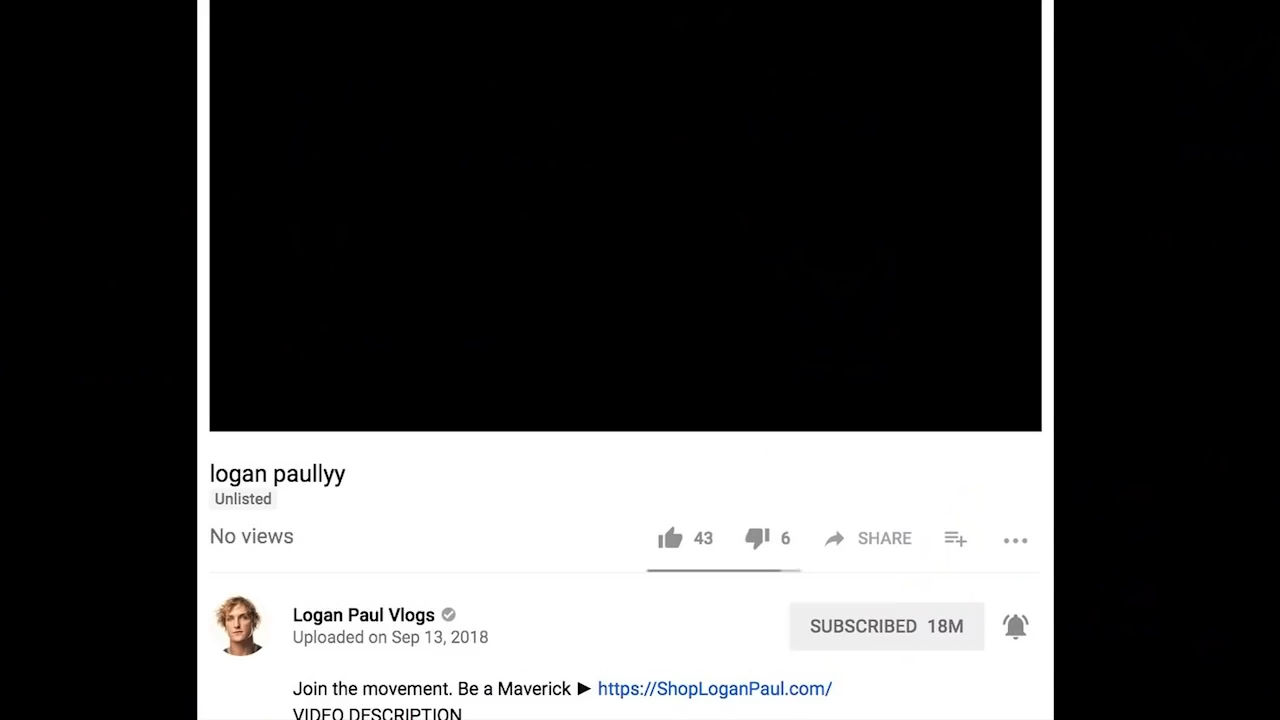 logan paullyy
Unlisted
No views
43 6 SHARE
Logan Paul Vlogs
Uploaded on Sep 13, 2018
SUBSCRIBED 18M
Join the movement. Be a Maverick ► https://ShopLoganPaul.com/
VIDEO DESCRIPTION